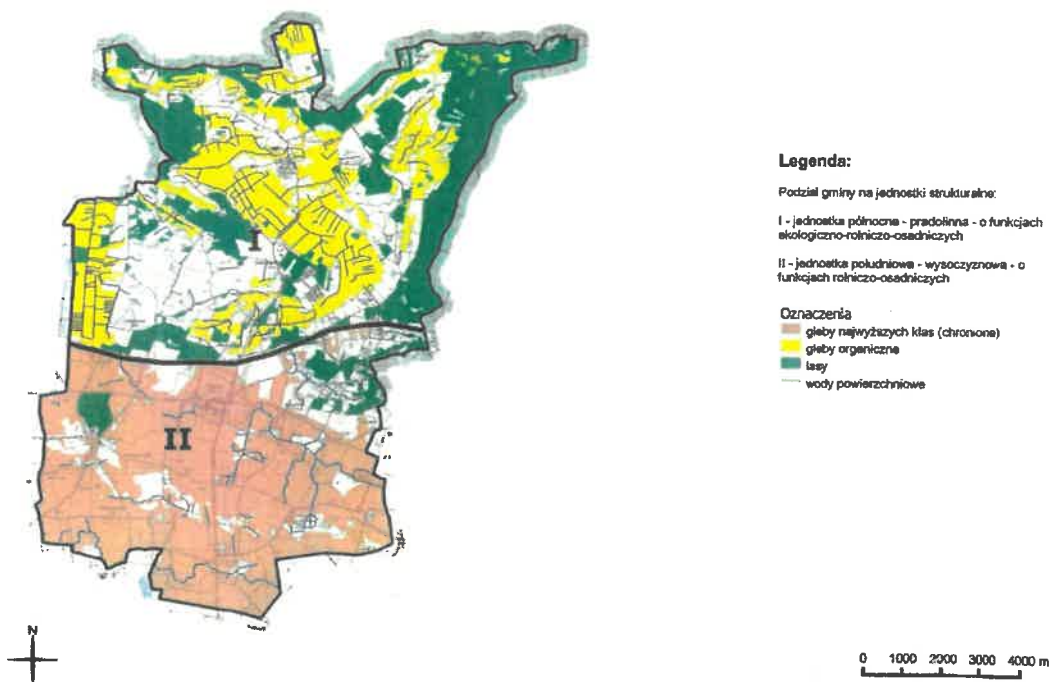 I
II
Legenda:
Podział gminy na jednostki strukturalne:
I - jednostka północna - pradolinna - o funkcjach
ekologiczno-rolniczo-osadniczych
II - jednostka południowa - wysoczyznowa - o
funkcjach rolniczo-osadniczych
Oznaczenia
gleby najwyższych klas (chronione)
gleby organiczne
lasy
wody powierzchniowe
N
0 1000 2000 3000 4000 m